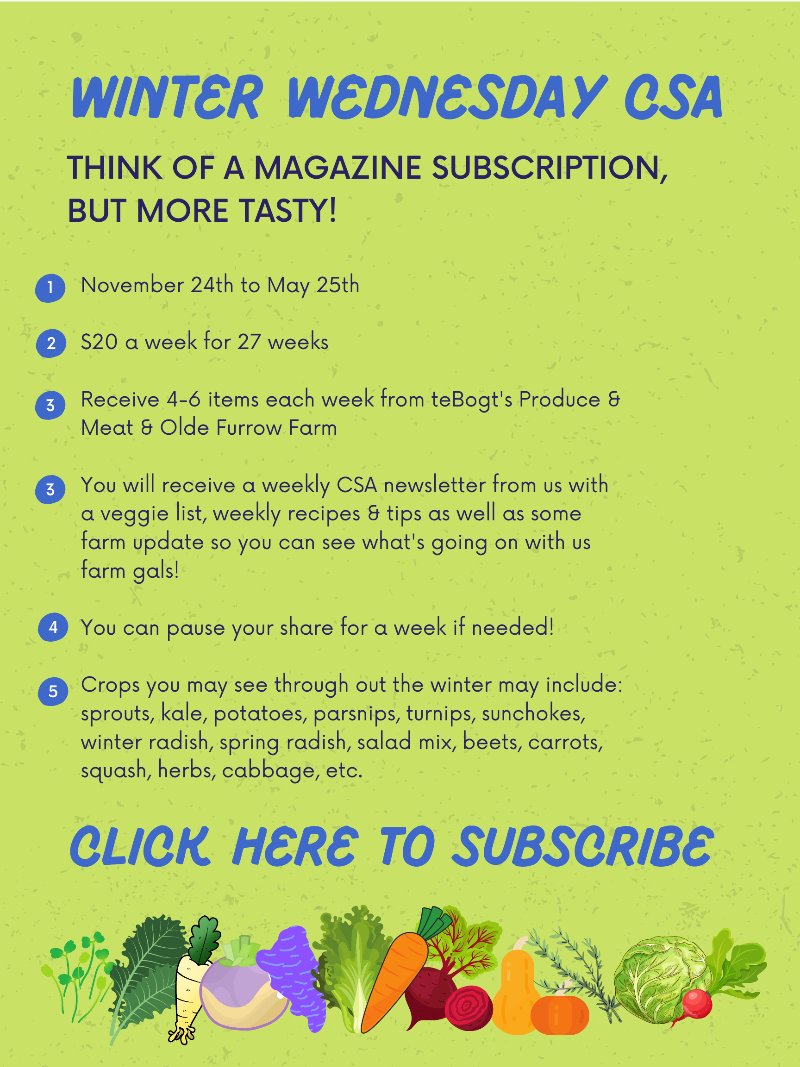 WINTER WEDNESDAY CSA
THINK OF A MAGAZINE SUBSCRIPTION,
BUT MORE TASTY!
1 November 24th to May 25th
2 $20 a week for 27 weeks
3 Receive 4-6 items each week from teBogt's Produce &
Meat & Olde Furrow Farm
3 You will receive a weekly CSA newsletter from us with
a veggie list, weekly recipes & tips as well as some
farm update so you can see what's going on with us
farm gals!
4 You can pause your share for a week if needed!
5 Crops you may see through out the winter may include:
sprouts, kale, potatoes, parsnips, turnips, sunchokes,
winter radish, spring radish, salad mix, beets, carrots,
squash, herbs, cabbage, etc.
CLICK HERE TO SUBSCRIBE